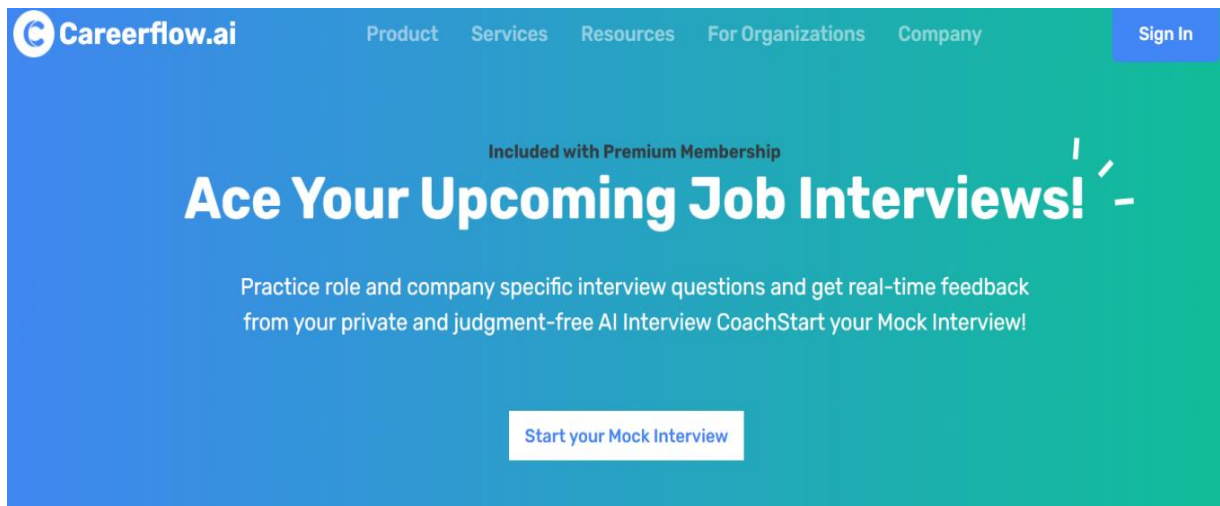 Careerflow.ai
Product Services Resources For Organizations Company
Sign In
Included with Premium Membership
Ace Your Upcoming Job Interviews!
Practice role and company specific interview questions and get real-time feedback
from your private and judgment-free AI Interview CoachStart your Mock Interview!
Start your Mock Interview